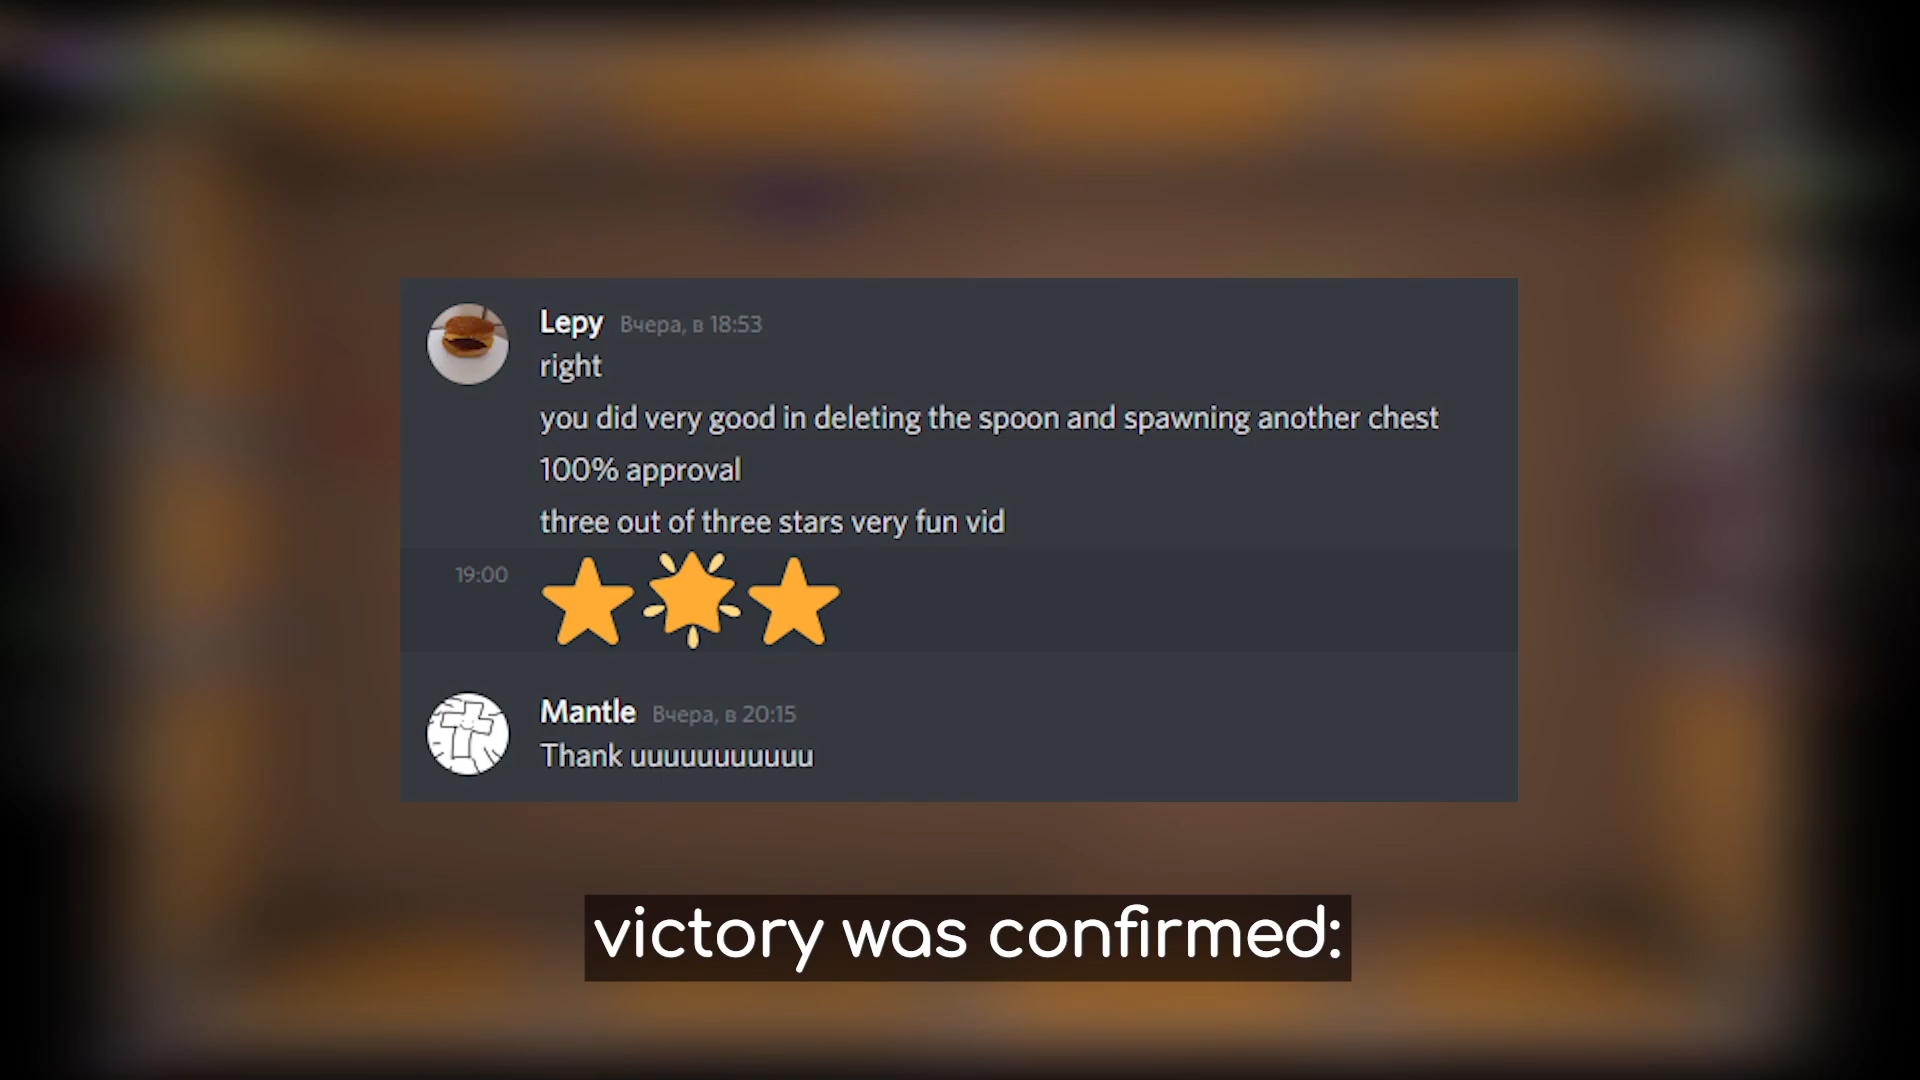 Lepy Вчера, в 18:53
right
you did very good in deleting the spoon and spawning another chest
100% approval
three out of three stars very fun vid
19:00
Mantle Вчера, в 20:15
Thank uuuuuuuuuuu
victory was confirmed: